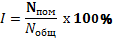 I = Nпом / Nобщ x 100%